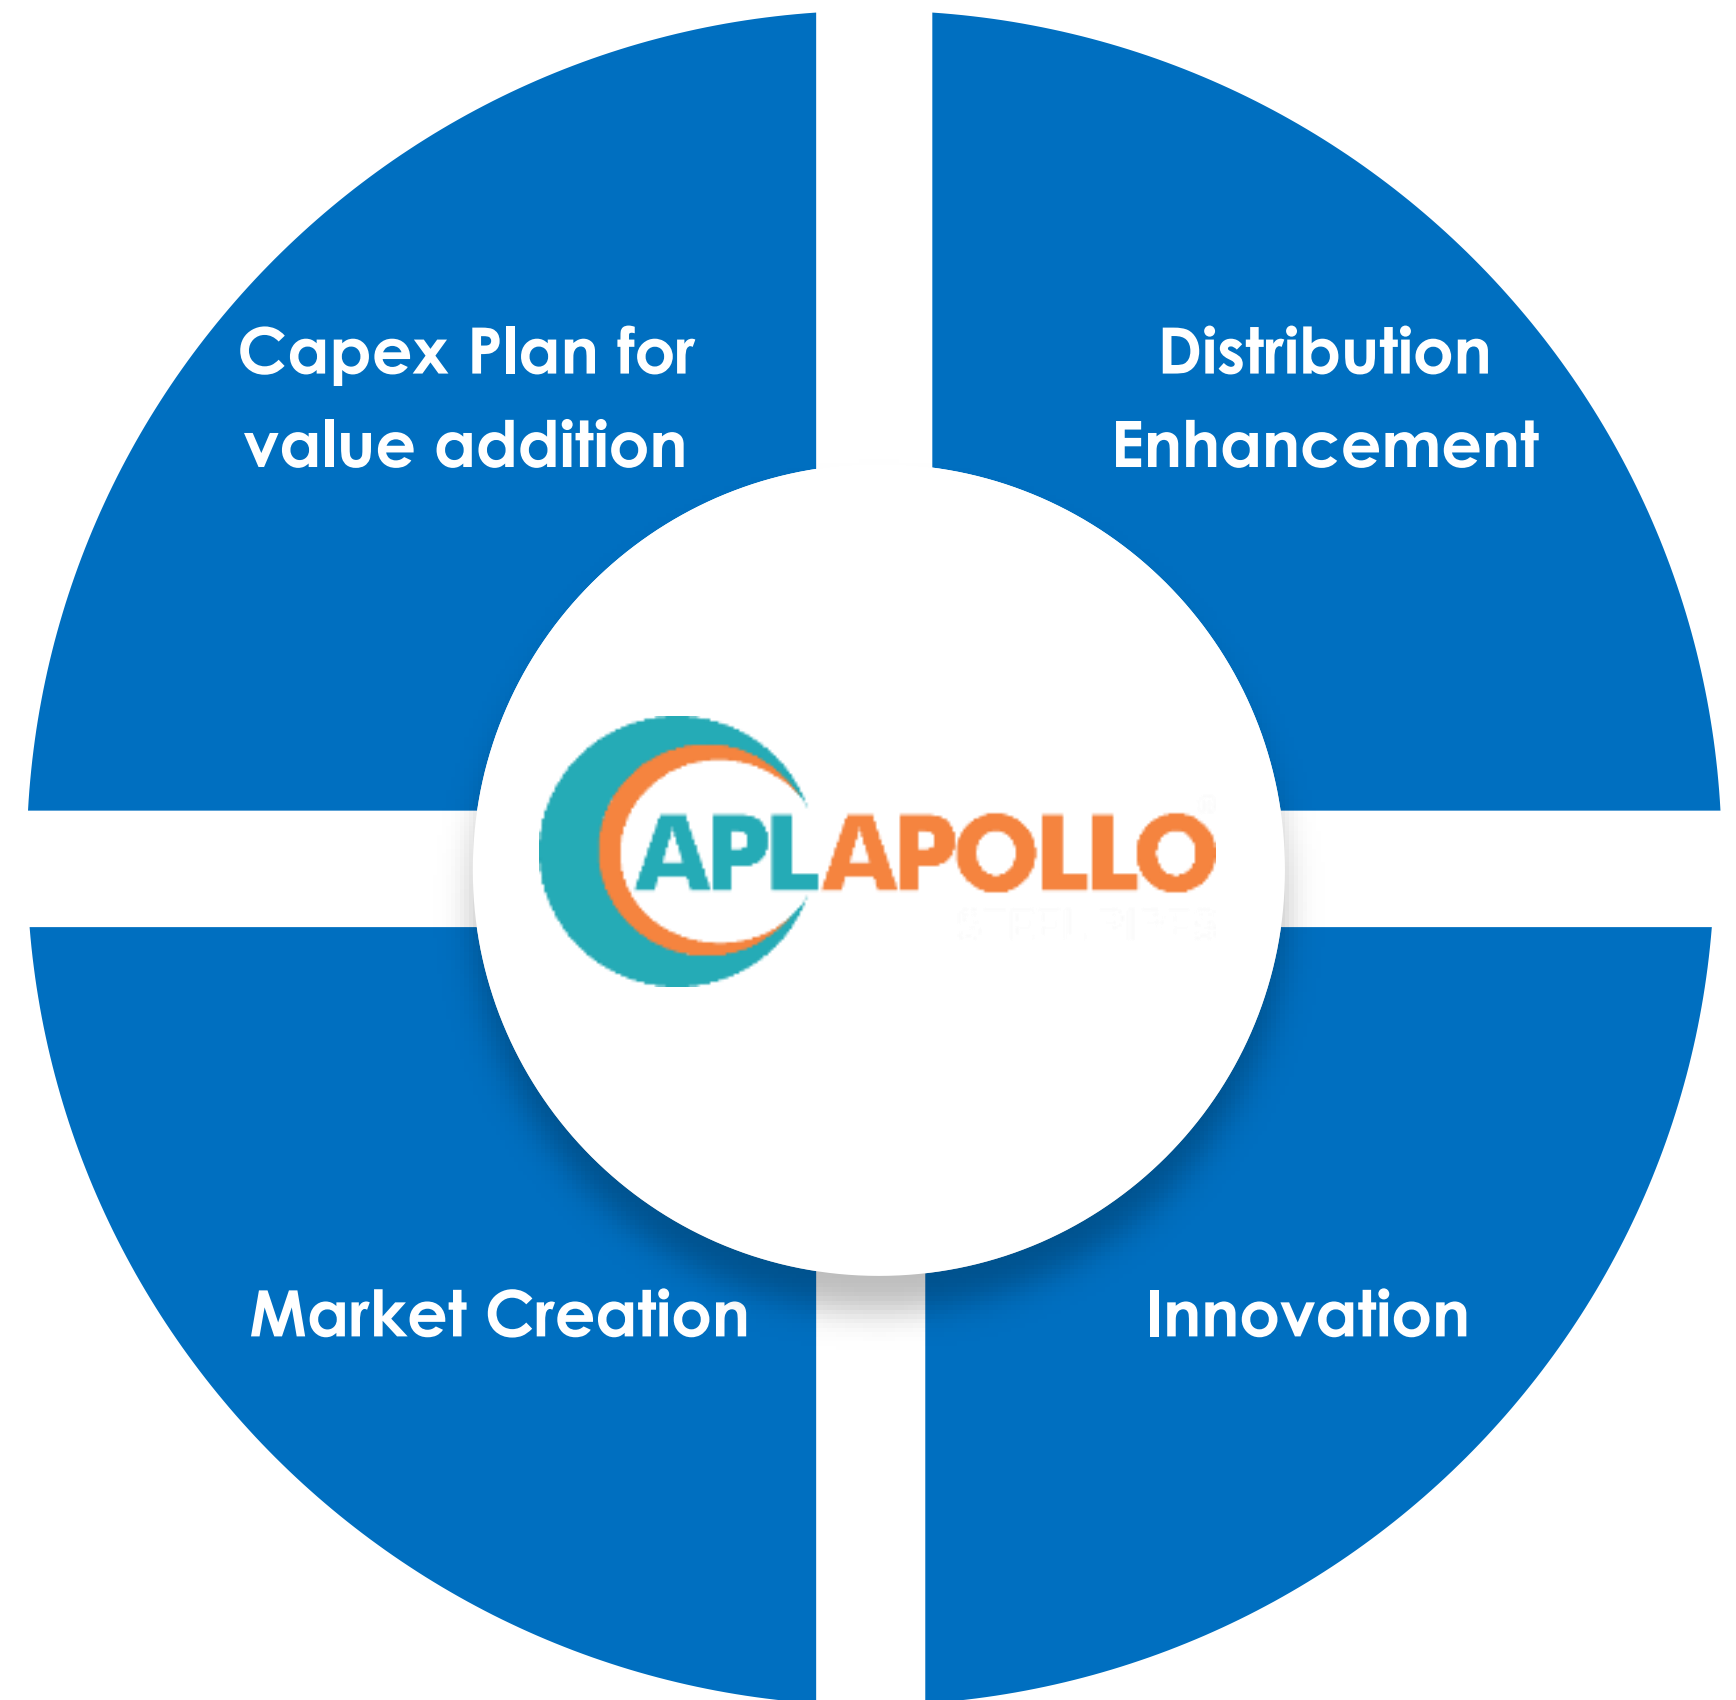 Capex Plan for
value addition
Distribution
Enhancement
APLAPOLLO
Market Creation
Innovation